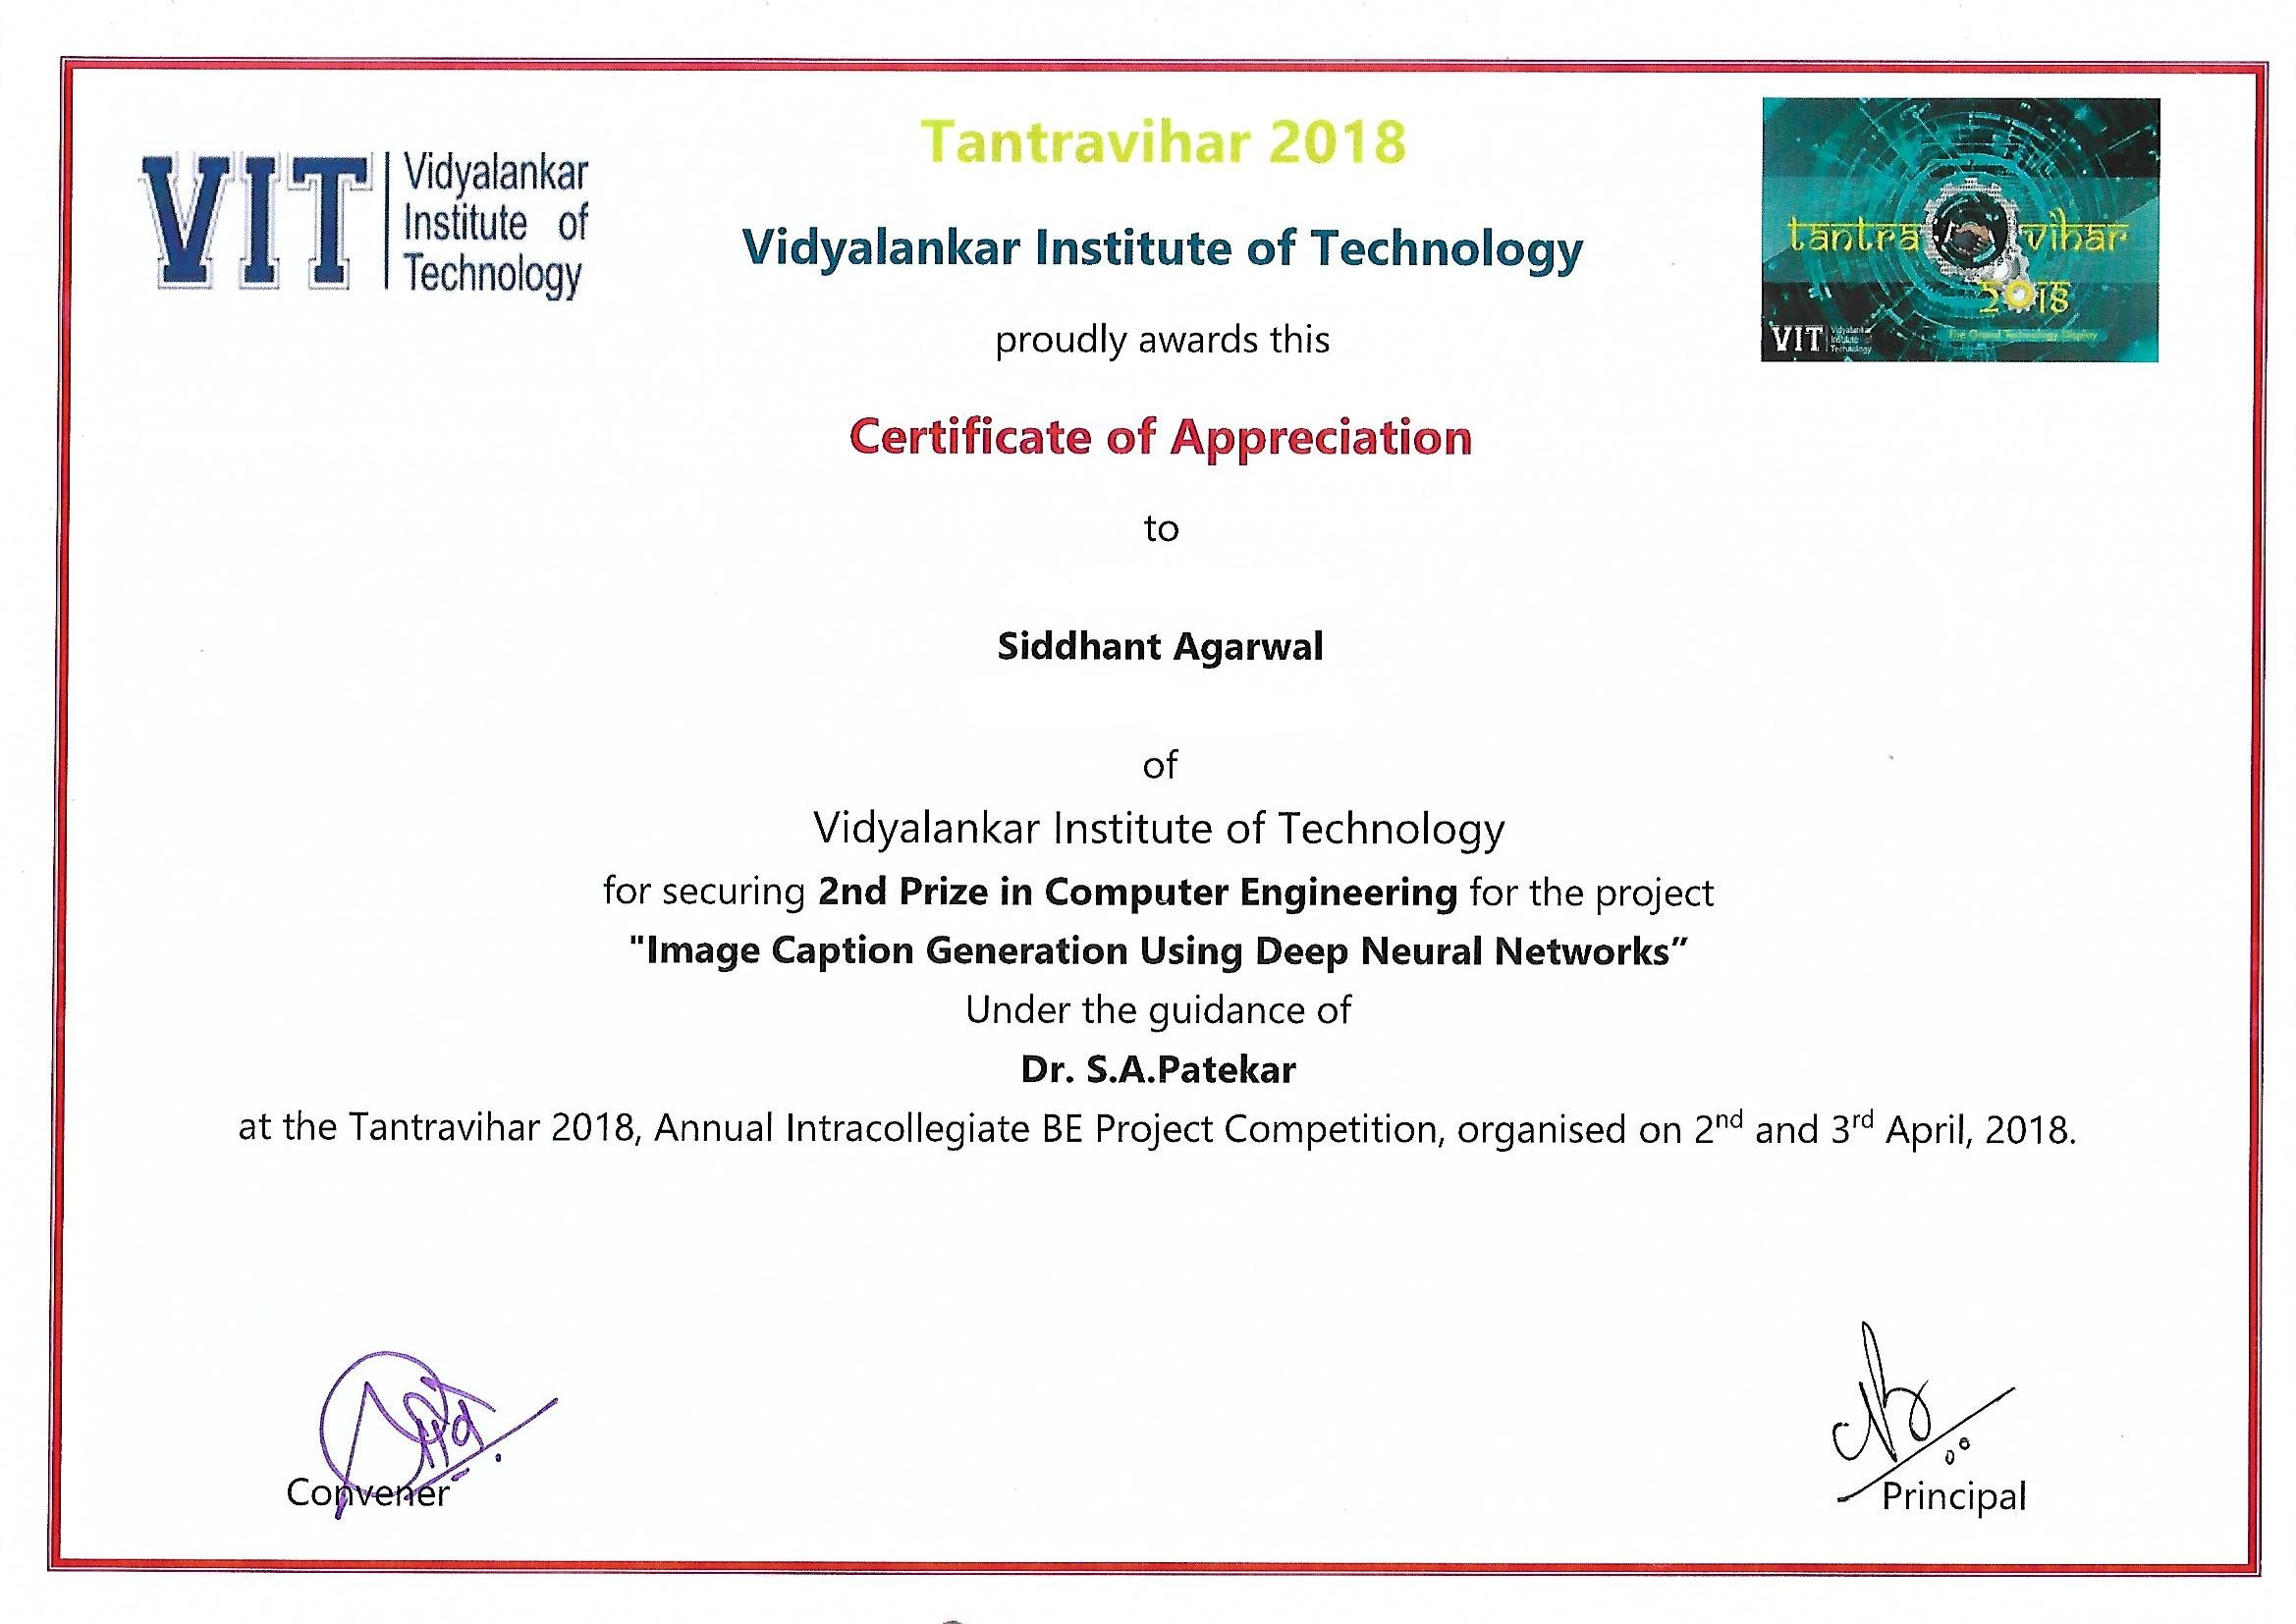 VIT Vidyalankar
Institute of
Technology
Tantravihar 2018
tantra vihar
2018
VIT Vidyalankar
Institute of
Technology
The Grand Technology Display
Vidyalankar Institute of Technology
proudly awards this
Certificate of Appreciation
to
Siddhant Agarwal
of
Vidyalankar Institute of Technology
for securing 2nd Prize in Computer Engineering for the project
"Image Caption Generation Using Deep Neural Networks”
Under the guidance of
Dr. S.A.Patekar
at the Tantravihar 2018, Annual Intracollegiate BE Project Competition, organised on 2nd and 3rd April, 2018.
Convener
Principal